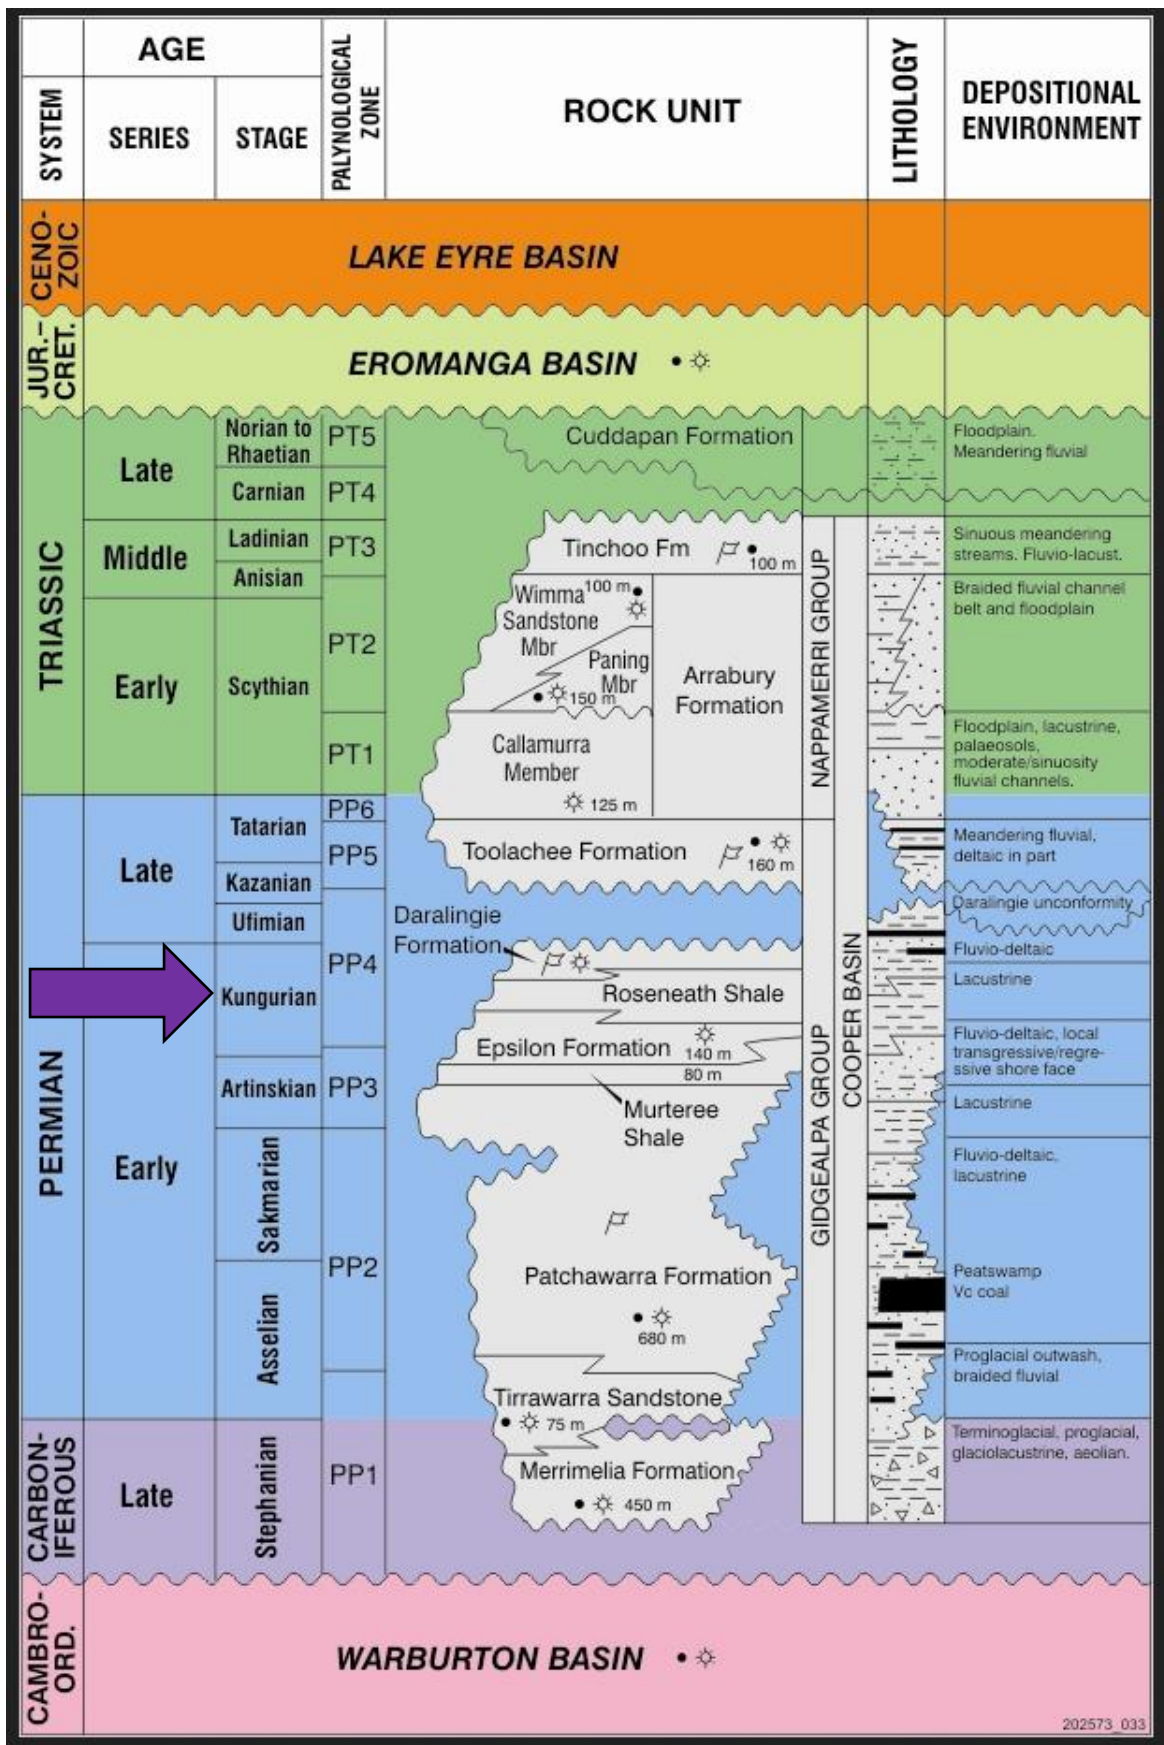 AGE
SYSTEM
SERIES
STAGE
PALYNOLOGICAL
ZONE
ROCK UNIT
LITHOLOGY
DEPOSITIONAL
ENVIRONMENT
CENO-
ZOIC
LAKE EYRE BASIN
JUR.–
CRET.
EROMANGA BASIN
TRIASSIC
Late
Norian to
Rhaetian
PT5
Cuddapan Formation
Floodplain.
Meandering fluvial
Carnian
PT4
Middle
Ladinian
PT3
Anisian
Tinchoo Fm
100 m
Sinuous meandering
streams. Fluvio-lacust.
Early
Scythian
PT2
Wimma 100 m
Sandstone
Mbr
Paning
Mbr
150 m
Arrabury
Formation
Braided fluvial channel
belt and floodplain
PT1
Callamurra
Member
125 m
NAPPAMERRI GROUP
Floodplain, lacustrine,
palaeosols,
moderate/sinuosity
fluvial channels.
PERMIAN
Late
Tatarian
PP6
PP5
Kazanian
Ufimian
Toolachee Formation
160 m
Meandering fluvial,
deltaic in part
Daralingie unconformity
Daralingie
Formation
PP4
Fluvio-deltaic
Kungurian
Roseneath Shale
Lacustrine
Epsilon Formation
140 m
80 m
Fluvio-deltaic, local
transgressive/regre-
ssive shore face
Artinskian
PP3
Murteree
Shale
Lacustrine
GIDGEALPA GROUP
COOPER BASIN
Early
Sakmarian
Fluvio-deltaic,
lacustrine
PP2
Patchawarra Formation
680 m
Peatswamp
Vc coal
Asselian
Tirrawarra Sandstone
75 m
Proglacial outwash,
braided fluvial
CARBON-
IFEROUS
Late
Stephanian
PP1
Merrimelia Formation
450 m
Terminoglacial, proglacial,
glaciolacustrine, aeolian.
CAMBRO-
ORD.
WARBURTON BASIN
202573_033